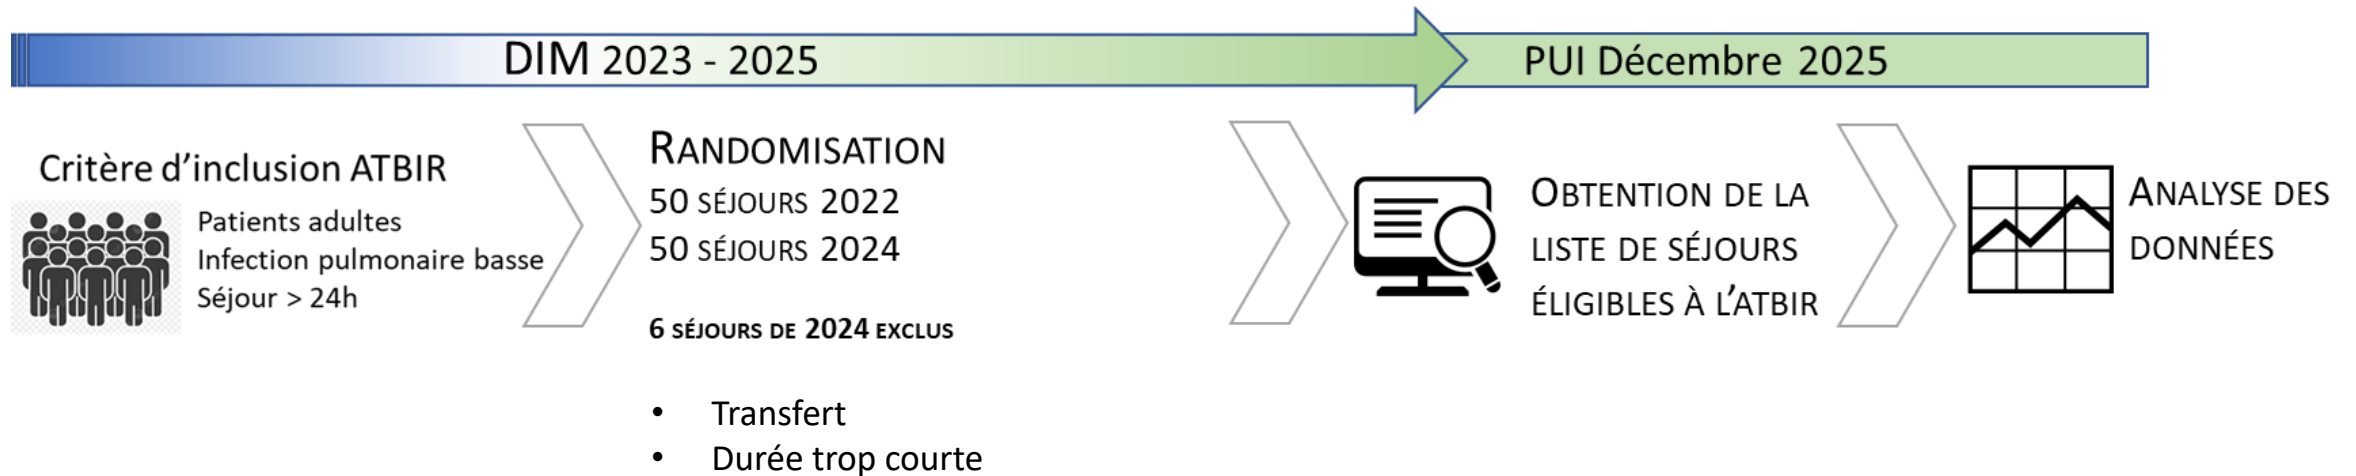 DIM 2023 - 2025
PUI Décembre 2025
Critère d'inclusion ATBIR
Patients adultes
Infection pulmonaire basse
Séjour > 24h
RANDOMISATION
50 SÉJOURS 2022
50 SÉJOURS 2024
6 SÉJOURS DE 2024 EXCLUS
• Transfert
• Durée trop courte
OBTENTION DE LA
LISTE DE SÉJOURS
ÉLIGIBLES À L'ATBIR
ANALYSE DES
DONNÉES